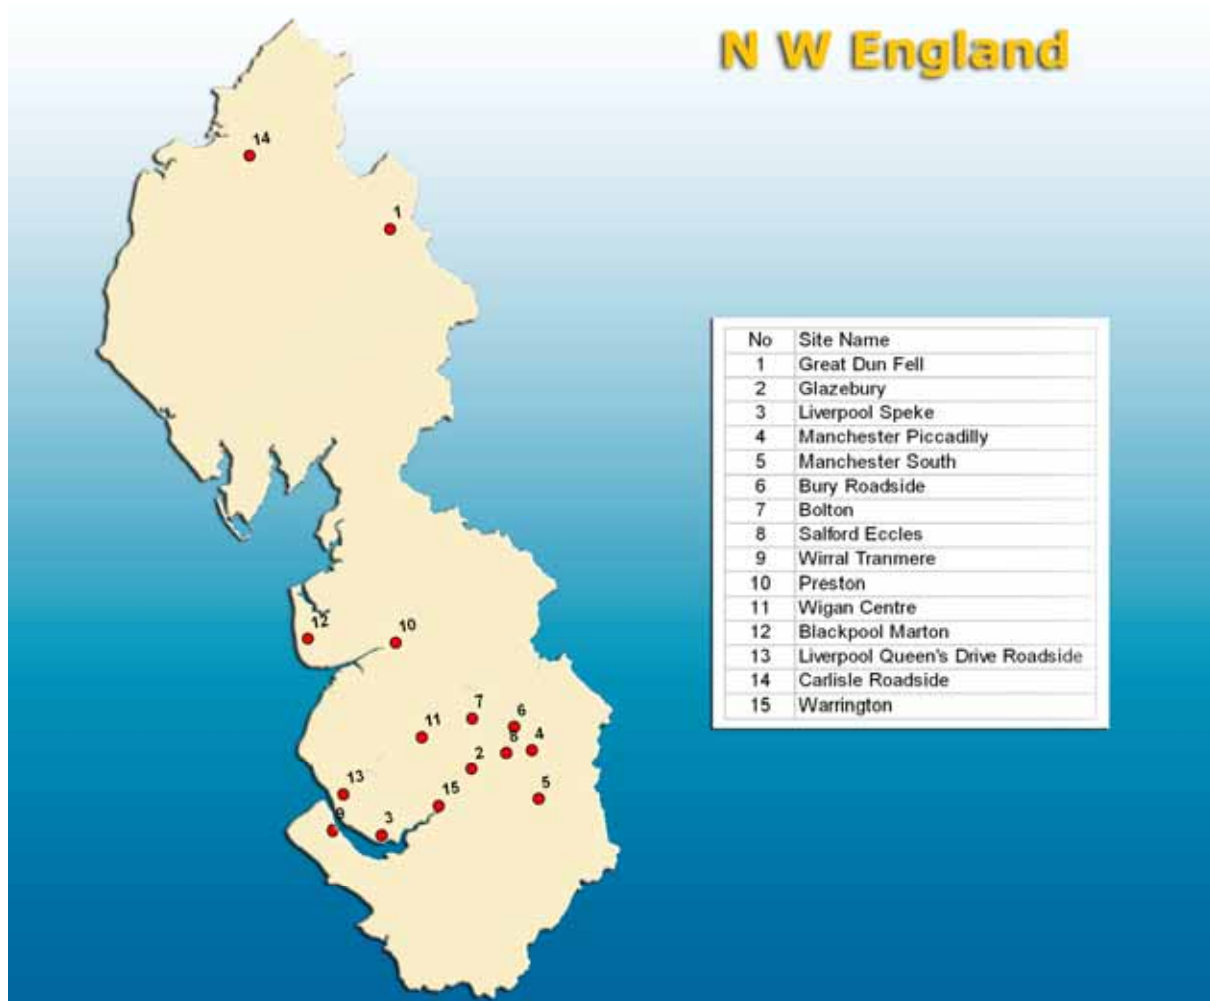 N W England
14
1
No Site Name
1 Great Dun Fell
2 Glazebury
3 Liverpool Speke
4 Manchester Piccadilly
5 Manchester South
6 Bury Roadside
7 Bolton
8 Salford Eccles
9 Wirral Tranmere
10 Preston
11 Wigan Centre
12 Blackpool Marton
13 Liverpool Queen's Drive Roadside
14 Carlisle Roadside
15 Warrington
12
10
7
6
11
8
4
2
13
15
5
9
3